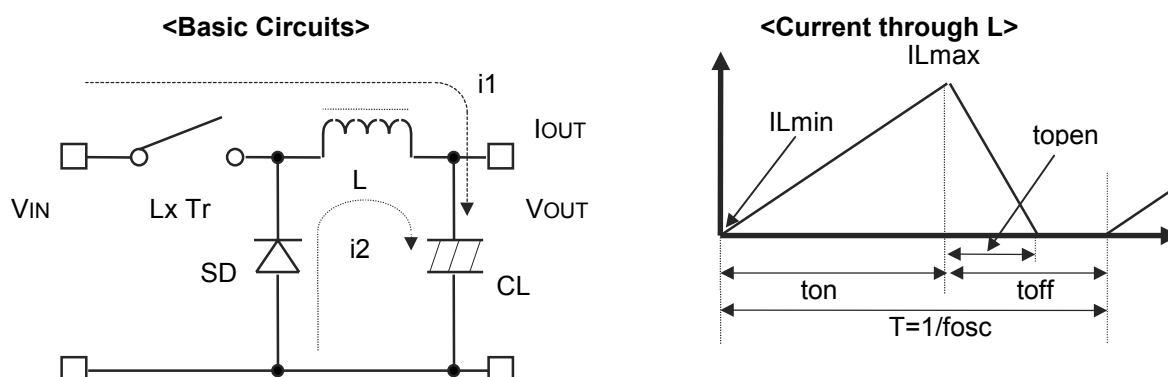 <Basic Circuits>
i1
IOUT
VIN
Lx Tr
L
VOUT
i2
SD
CL
<Current through L>
ILmax
ILmin
topen
ton
toff
T=1/fosc